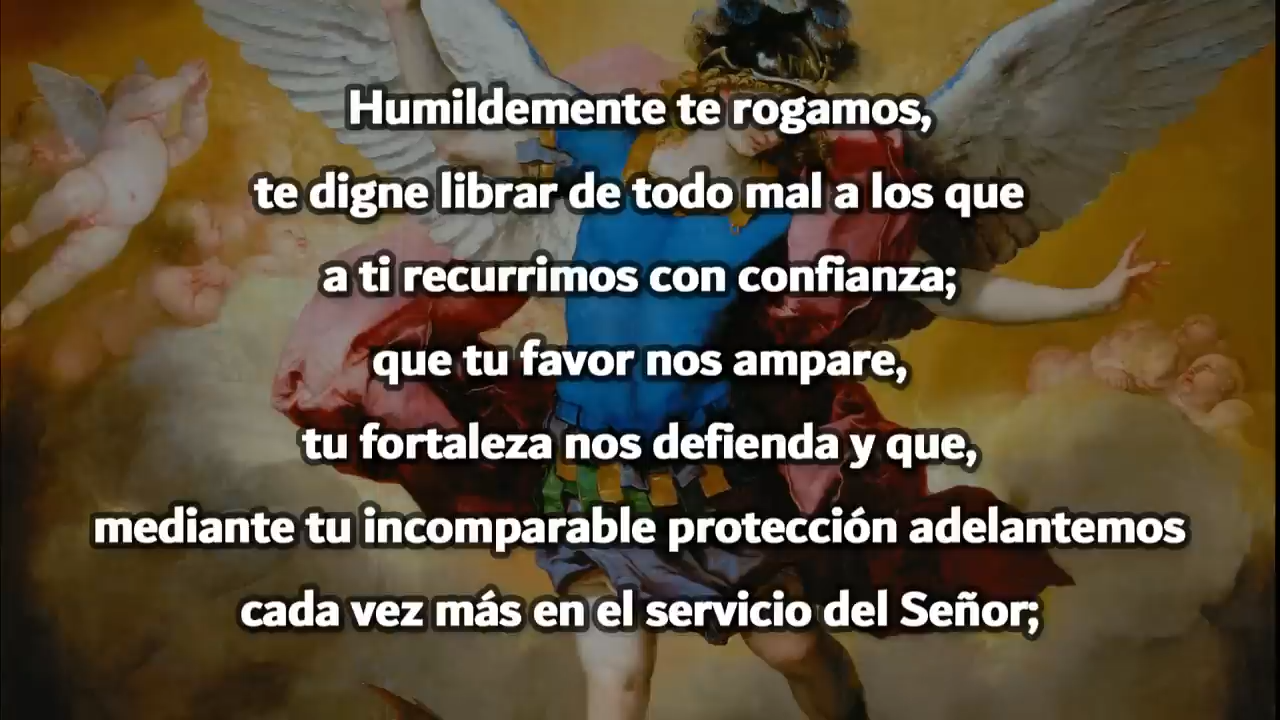 Humildemente te rogamos,
te digne librar de todo mal a los que
a ti recurrimos con confianza;
que tu favor nos ampare,
tu fortaleza nos defienda y que,
mediante tu incomparable protección adelantemos
cada vez más en el servicio del Señor;